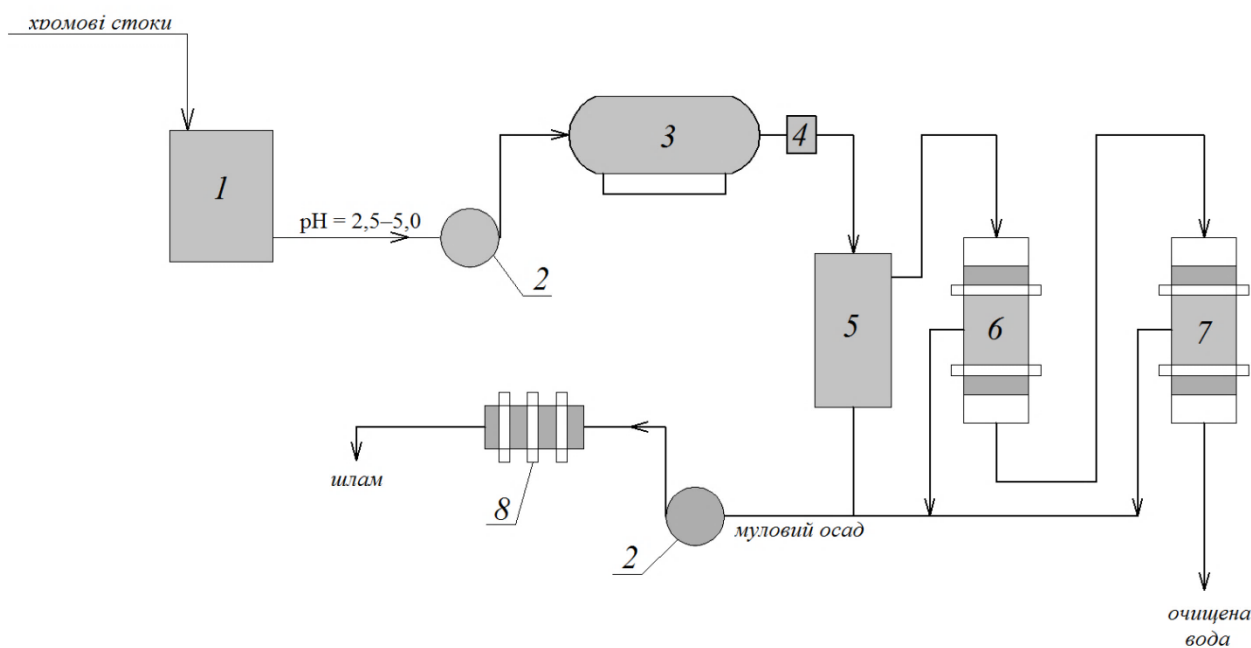 хромові стоки
1
pH = 2,5–5,0
2
3
4
5
6
7
8
шлам
2
муловий осад
очищена
вода